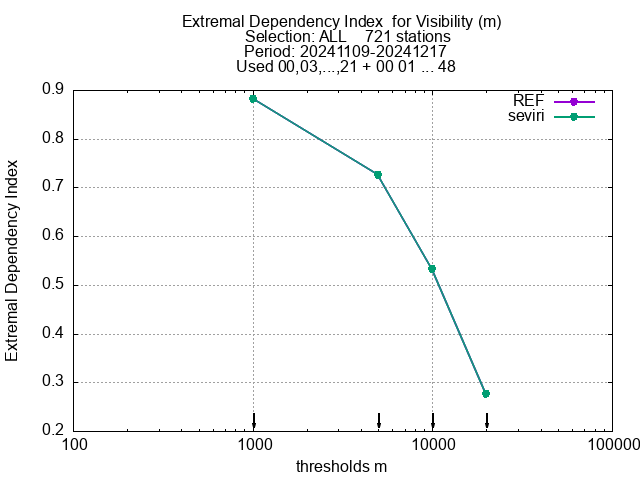 Extremal Dependency Index  for Visibility (m)
Selection: ALL    721 stations
Period: 20241109-20241217
Used 00,03,...,21 + 00 01 ... 48
REF
seviri
0.9
0.8
0.7
0.6
0.5
0.4
0.3
0.2
Extremal Dependency Index
100 1000 10000 100000
thresholds m